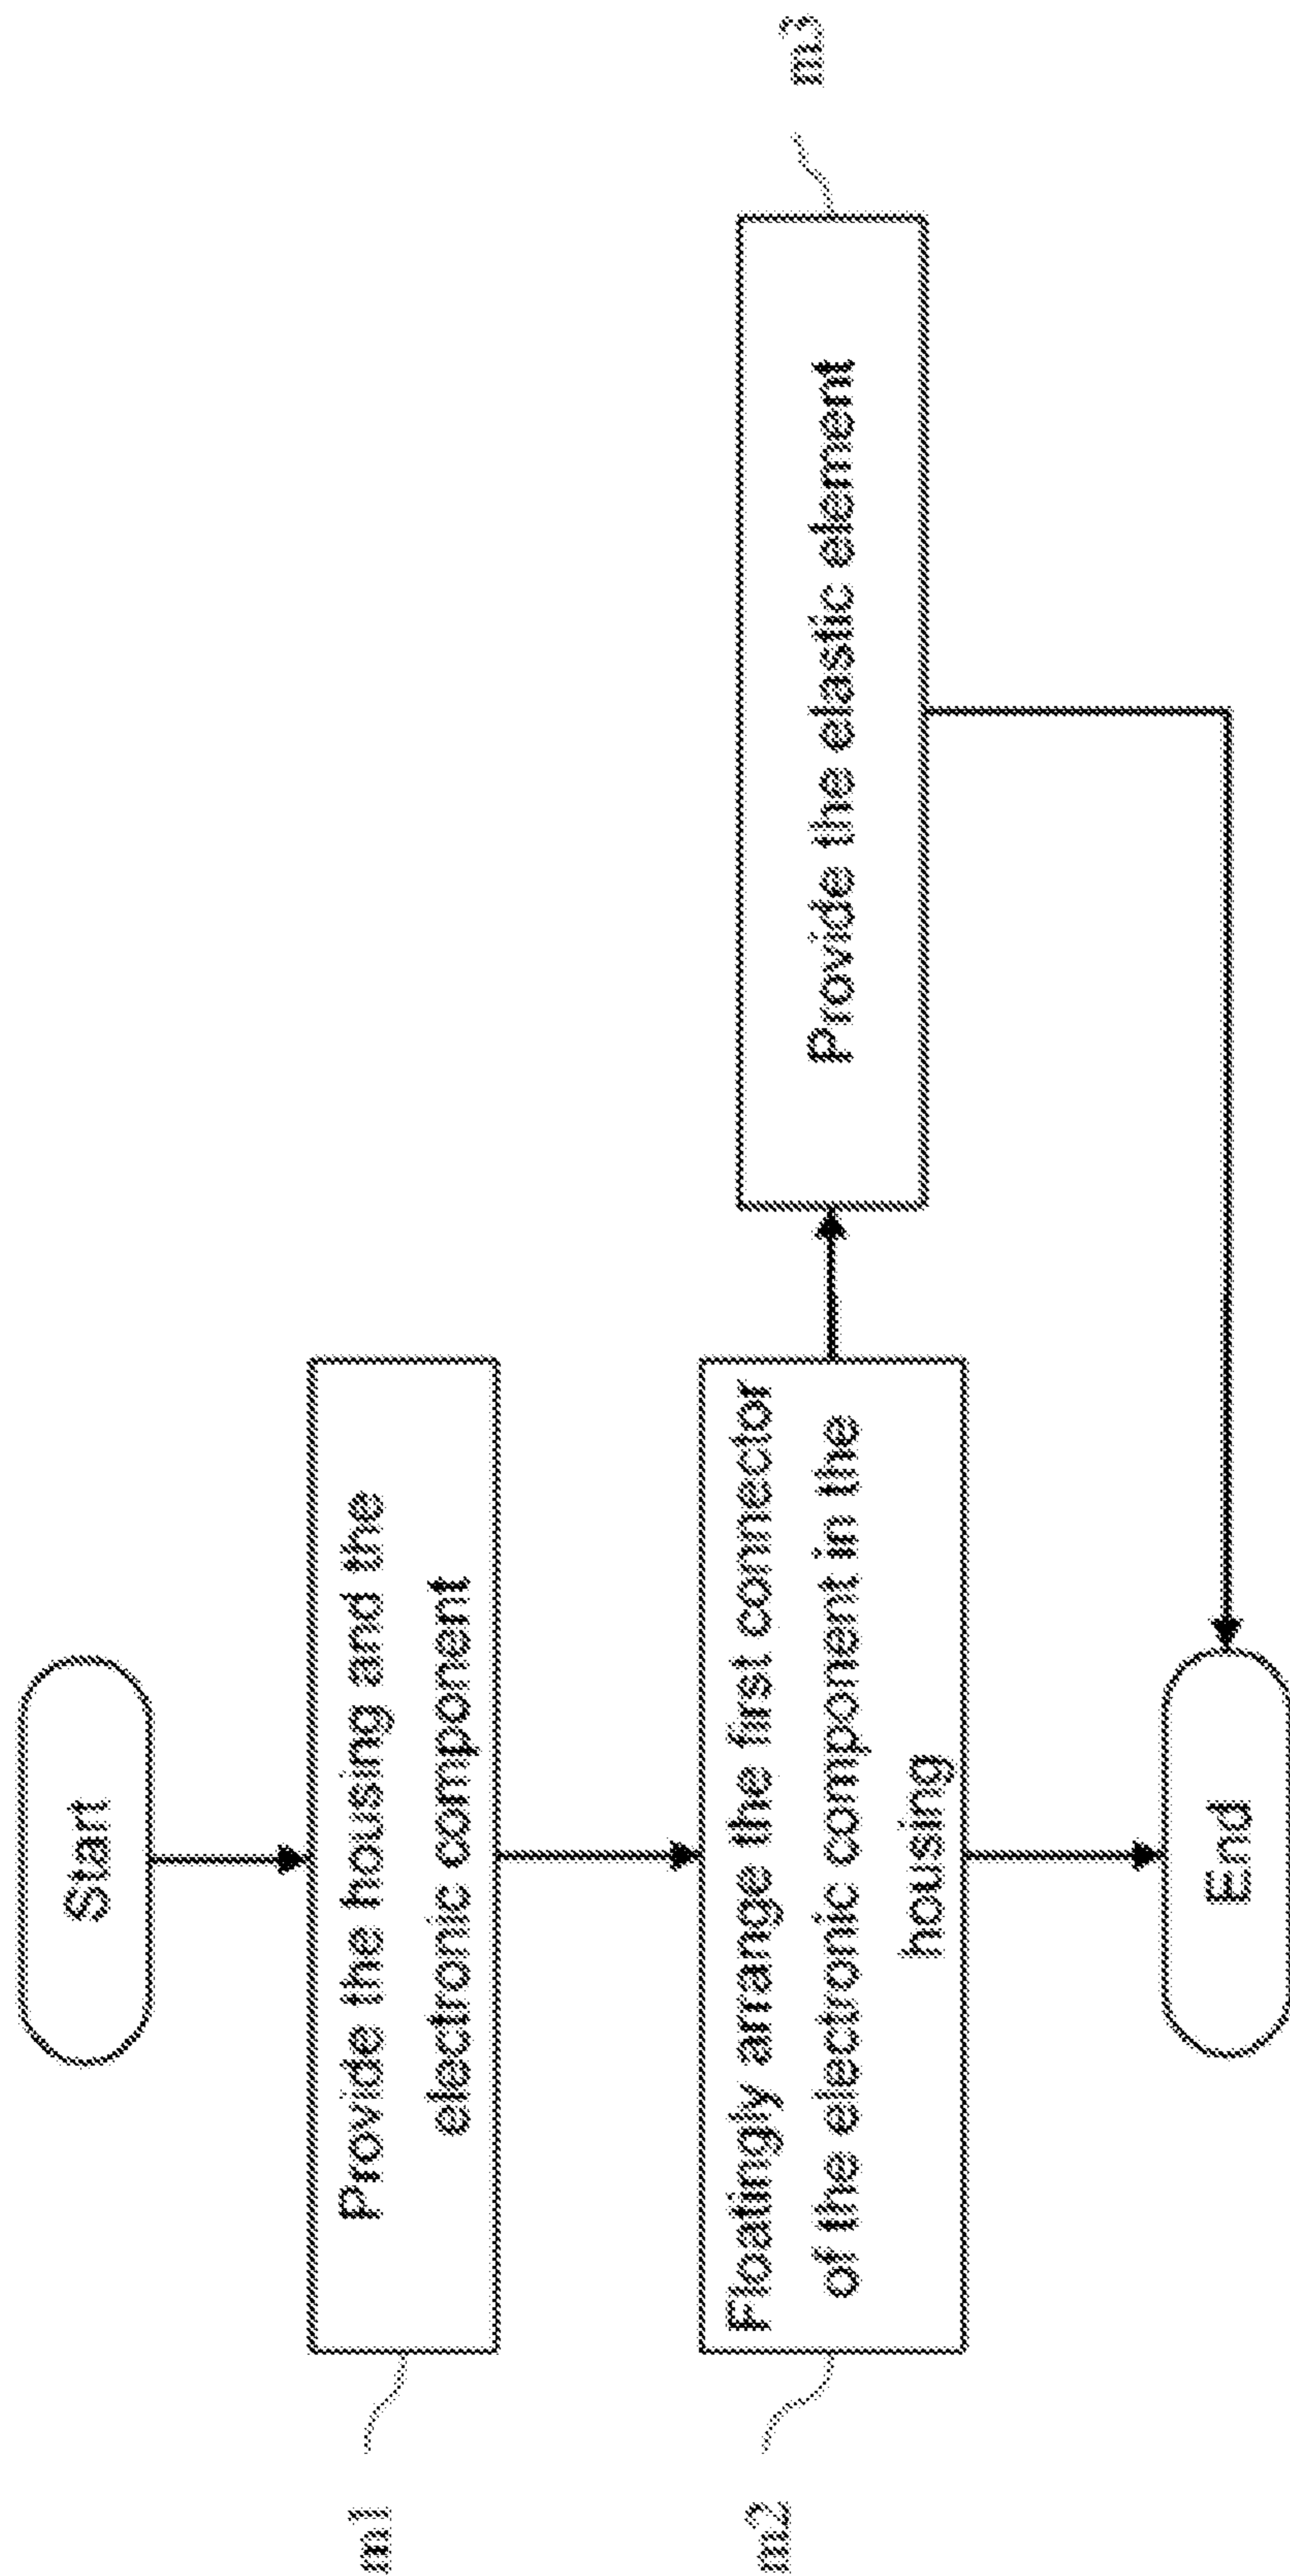 Start
m1
Provide the housing and the
electronic component
m2
Floatingly arrange the first connector
of the electronic component in the
housing
m3
Provide the elastic element
End